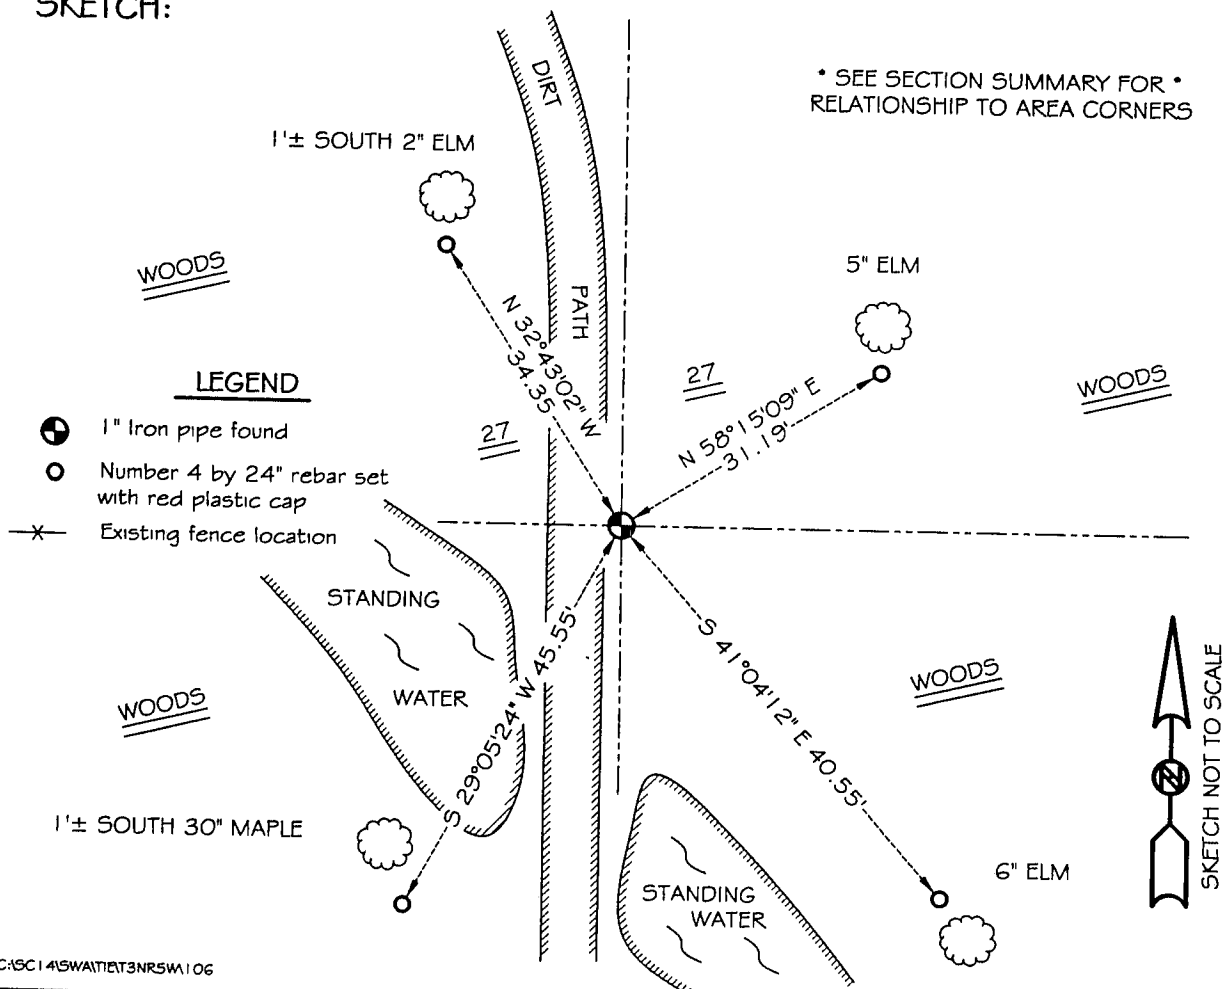 SKETCH:
DIRT
PATH
* SEE SECTION SUMMARY FOR *
RELATIONSHIP TO AREA CORNERS
1'± SOUTH 2" ELM
WOODS
5" ELM
N 32°43'02" W
34.35'
27
WOODS
N 58°15'09" E
31.19'
LEGEND
1" Iron pipe found
27
Number 4 by 24" rebar set
with red plastic cap
Existing fence location
STANDING
WATER
S 29°05'24" W 45.55'
S 41°04'12" E 40.55'
WOODS
WOODS
1'± SOUTH 30" MAPLE
STANDING
WATER
6" ELM
N
SKETCH NOT TO SCALE
C:\SC14\SWA\TIE\T3NR5W\106